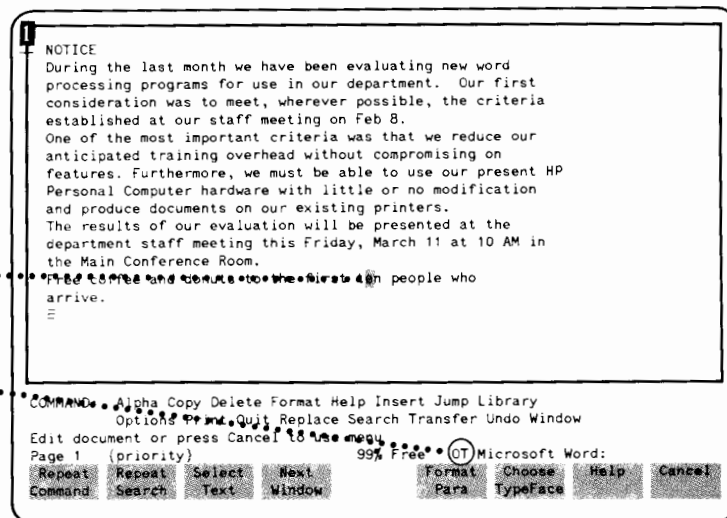 1
NOTICE
During the last month we have been evaluating new word
processing programs for use in our department. Our first
consideration was to meet, wherever possible, the criteria
established at our staff meeting on Feb 8.
One of the most important criteria was that we reduce our
anticipated training overhead without compromising on
features. Furthermore, we must be able to use our present HP
Personal Computer hardware with little or no modification
and produce documents on our existing printers.
The results of our evaluation will be presented at the
department staff meeting this Friday, March 11 at 10 AM in
the Main Conference Room.
Free coffee and donuts to the first ten people who
arrive.
COMMAND: Alpha Copy Delete Format Help Insert Jump Library
Options Print Quit Replace Search Transfer Undo Window
Edit document or press Cancel to use menu
Page 1 {priority} 99% Free OT Microsoft Word:
Repeat Command Repeat Search Select Text Next Window Format Para Choose TypeFace Help Cancel